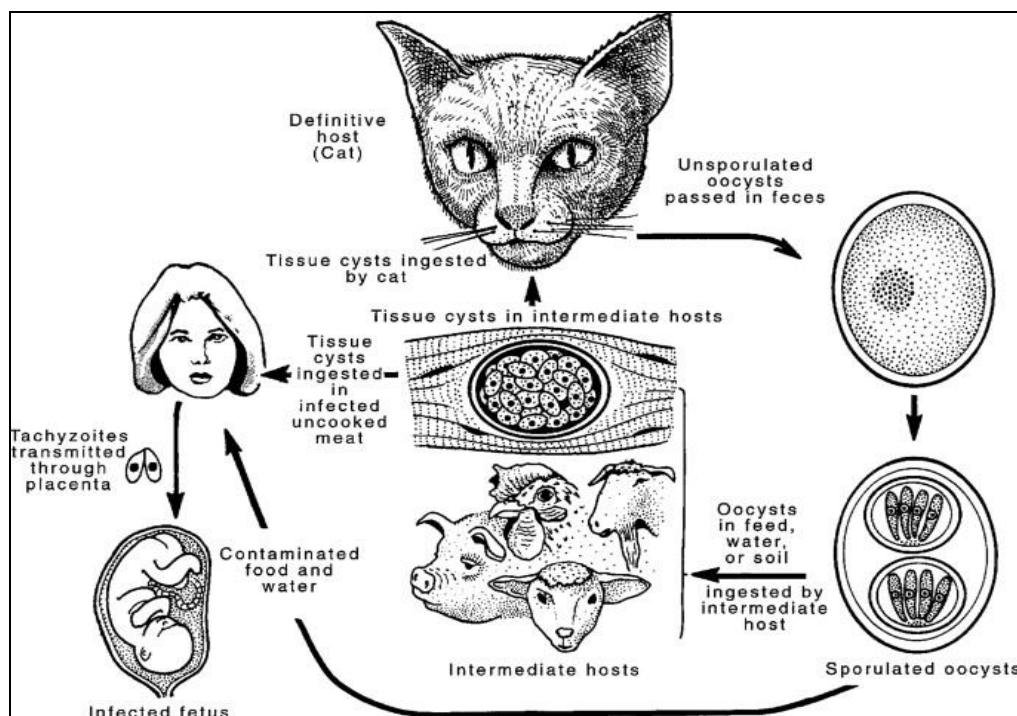 Definitive
host
(Cat)
Unsporulated
oocysts
passed in feces
Tissue cysts ingested
by cat
Tissue cysts in intermediate hosts
Tissue
cysts
ingested
in
infected
uncooked
meat
Tachyzoites
transmitted
through
placenta
Contaminated
food and
water
Oocysts
in feed,
water,
or soil
ingested by
intermediate
host
Intermediate hosts
Sporulated oocysts
Infected fetus